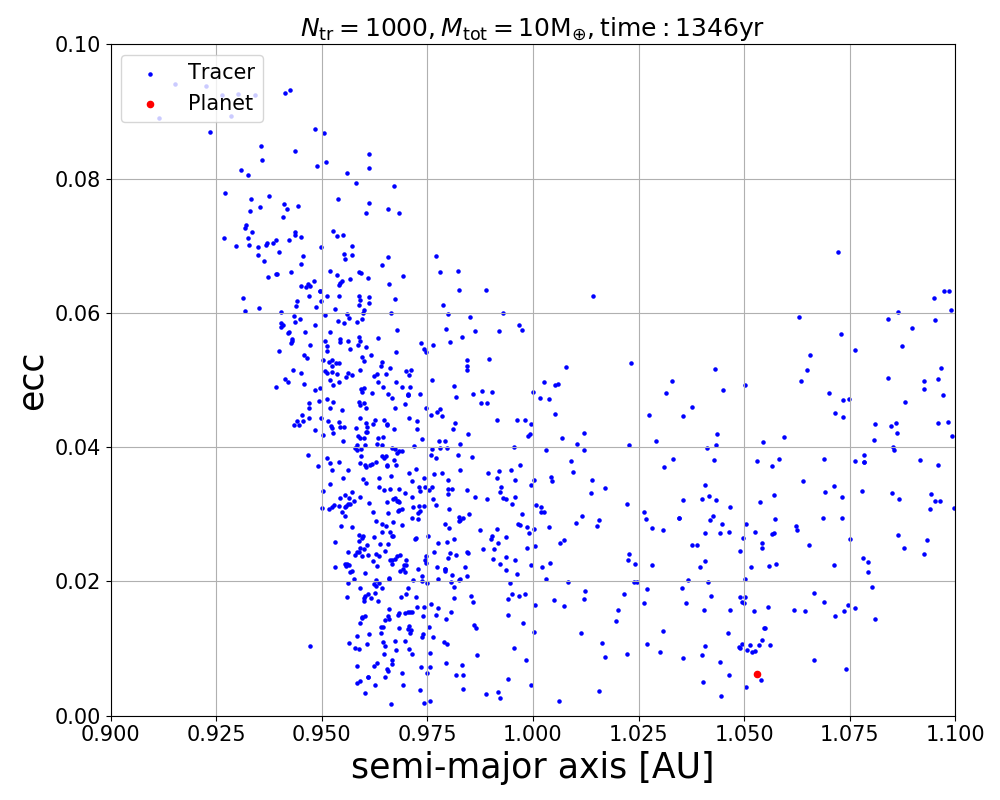 N_tr = 1000, M_tot = 10M_⊕, time : 1346yr
Tracer
Planet
ecc
0.10
0.08
0.06
0.04
0.02
0.00
0.900 0.925 0.950 0.975 1.000 1.025 1.050 1.075 1.100
semi-major axis [AU]